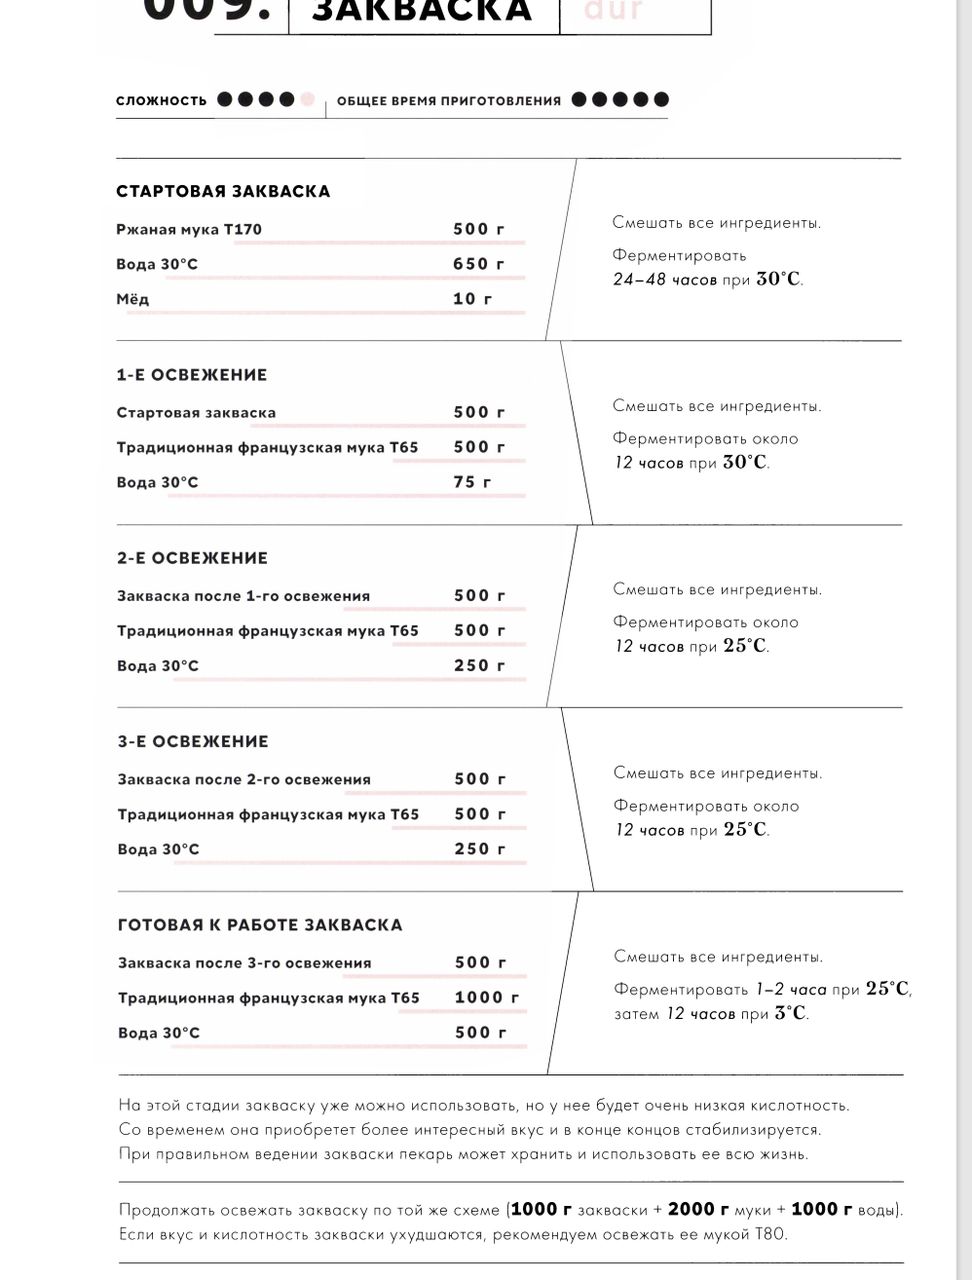 009. ЗАКВАСКА dur
СЛОЖНОСТЬ ОБЩЕЕ ВРЕМЯ ПРИГОТОВЛЕНИЯ
СТАРТОВАЯ ЗАКВАСКА
Ржаная мука Т170 500 г
Вода 30°С 650 г
Мёд 10 г
Смешать все ингредиенты.
Ферментировать
24–48 часов при 30°С.
1-Е ОСВЕЖЕНИЕ
Стартовая закваска 500 г
Традиционная французская мука Т65 500 г
Вода 30°С 75 г
Смешать все ингредиенты.
Ферментировать около
12 часов при 30°С.
2-Е ОСВЕЖЕНИЕ
Закваска после 1-го освежения 500 г
Традиционная французская мука Т65 500 г
Вода 30°С 250 г
Смешать все ингредиенты.
Ферментировать около
12 часов при 25°С.
3-Е ОСВЕЖЕНИЕ
Закваска после 2-го освежения 500 г
Традиционная французская мука Т65 500 г
Вода 30°С 250 г
Смешать все ингредиенты.
Ферментировать около
12 часов при 25°С.
ГОТОВАЯ К РАБОТЕ ЗАКВАСКА
Закваска после 3-го освежения 500 г
Традиционная французская мука Т65 1000 г
Вода 30°С 500 г
Смешать все ингредиенты.
Ферментировать 1–2 часа при 25°С,
затем 12 часов при 3°С.
На этой стадии закваску уже можно использовать, но у нее будет очень низкая кислотность.
Со временем она приобретет более интересный вкус и в конце концов стабилизируется.
При правильном ведении закваски пекарь может хранить и использовать ее всю жизнь.
Продолжать освежать закваску по той же схеме (1000 г закваски + 2000 г муки + 1000 г воды).
Если вкус и кислотность закваски ухудшаются, рекомендуем освежать ее мукой Т80.